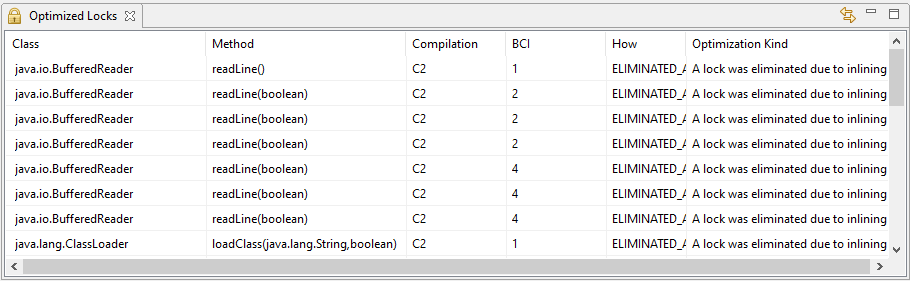 Optimized Locks
Class Method Compilation BCI How Optimization Kind
java.io.BufferedReader readLine() C2 1 ELIMINATED_A A lock was eliminated due to inlining
java.io.BufferedReader readLine(boolean) C2 2 ELIMINATED_A A lock was eliminated due to inlining
java.io.BufferedReader readLine(boolean) C2 2 ELIMINATED_A A lock was eliminated due to inlining
java.io.BufferedReader readLine(boolean) C2 2 ELIMINATED_A A lock was eliminated due to inlining
java.io.BufferedReader readLine(boolean) C2 4 ELIMINATED_A A lock was eliminated due to inlining
java.io.BufferedReader readLine(boolean) C2 4 ELIMINATED_A A lock was eliminated due to inlining
java.io.BufferedReader readLine(boolean) C2 4 ELIMINATED_A A lock was eliminated due to inlining
java.lang.ClassLoader loadClass(java.lang.String,boolean) C2 1 ELIMINATED_A A lock was eliminated due to inlining